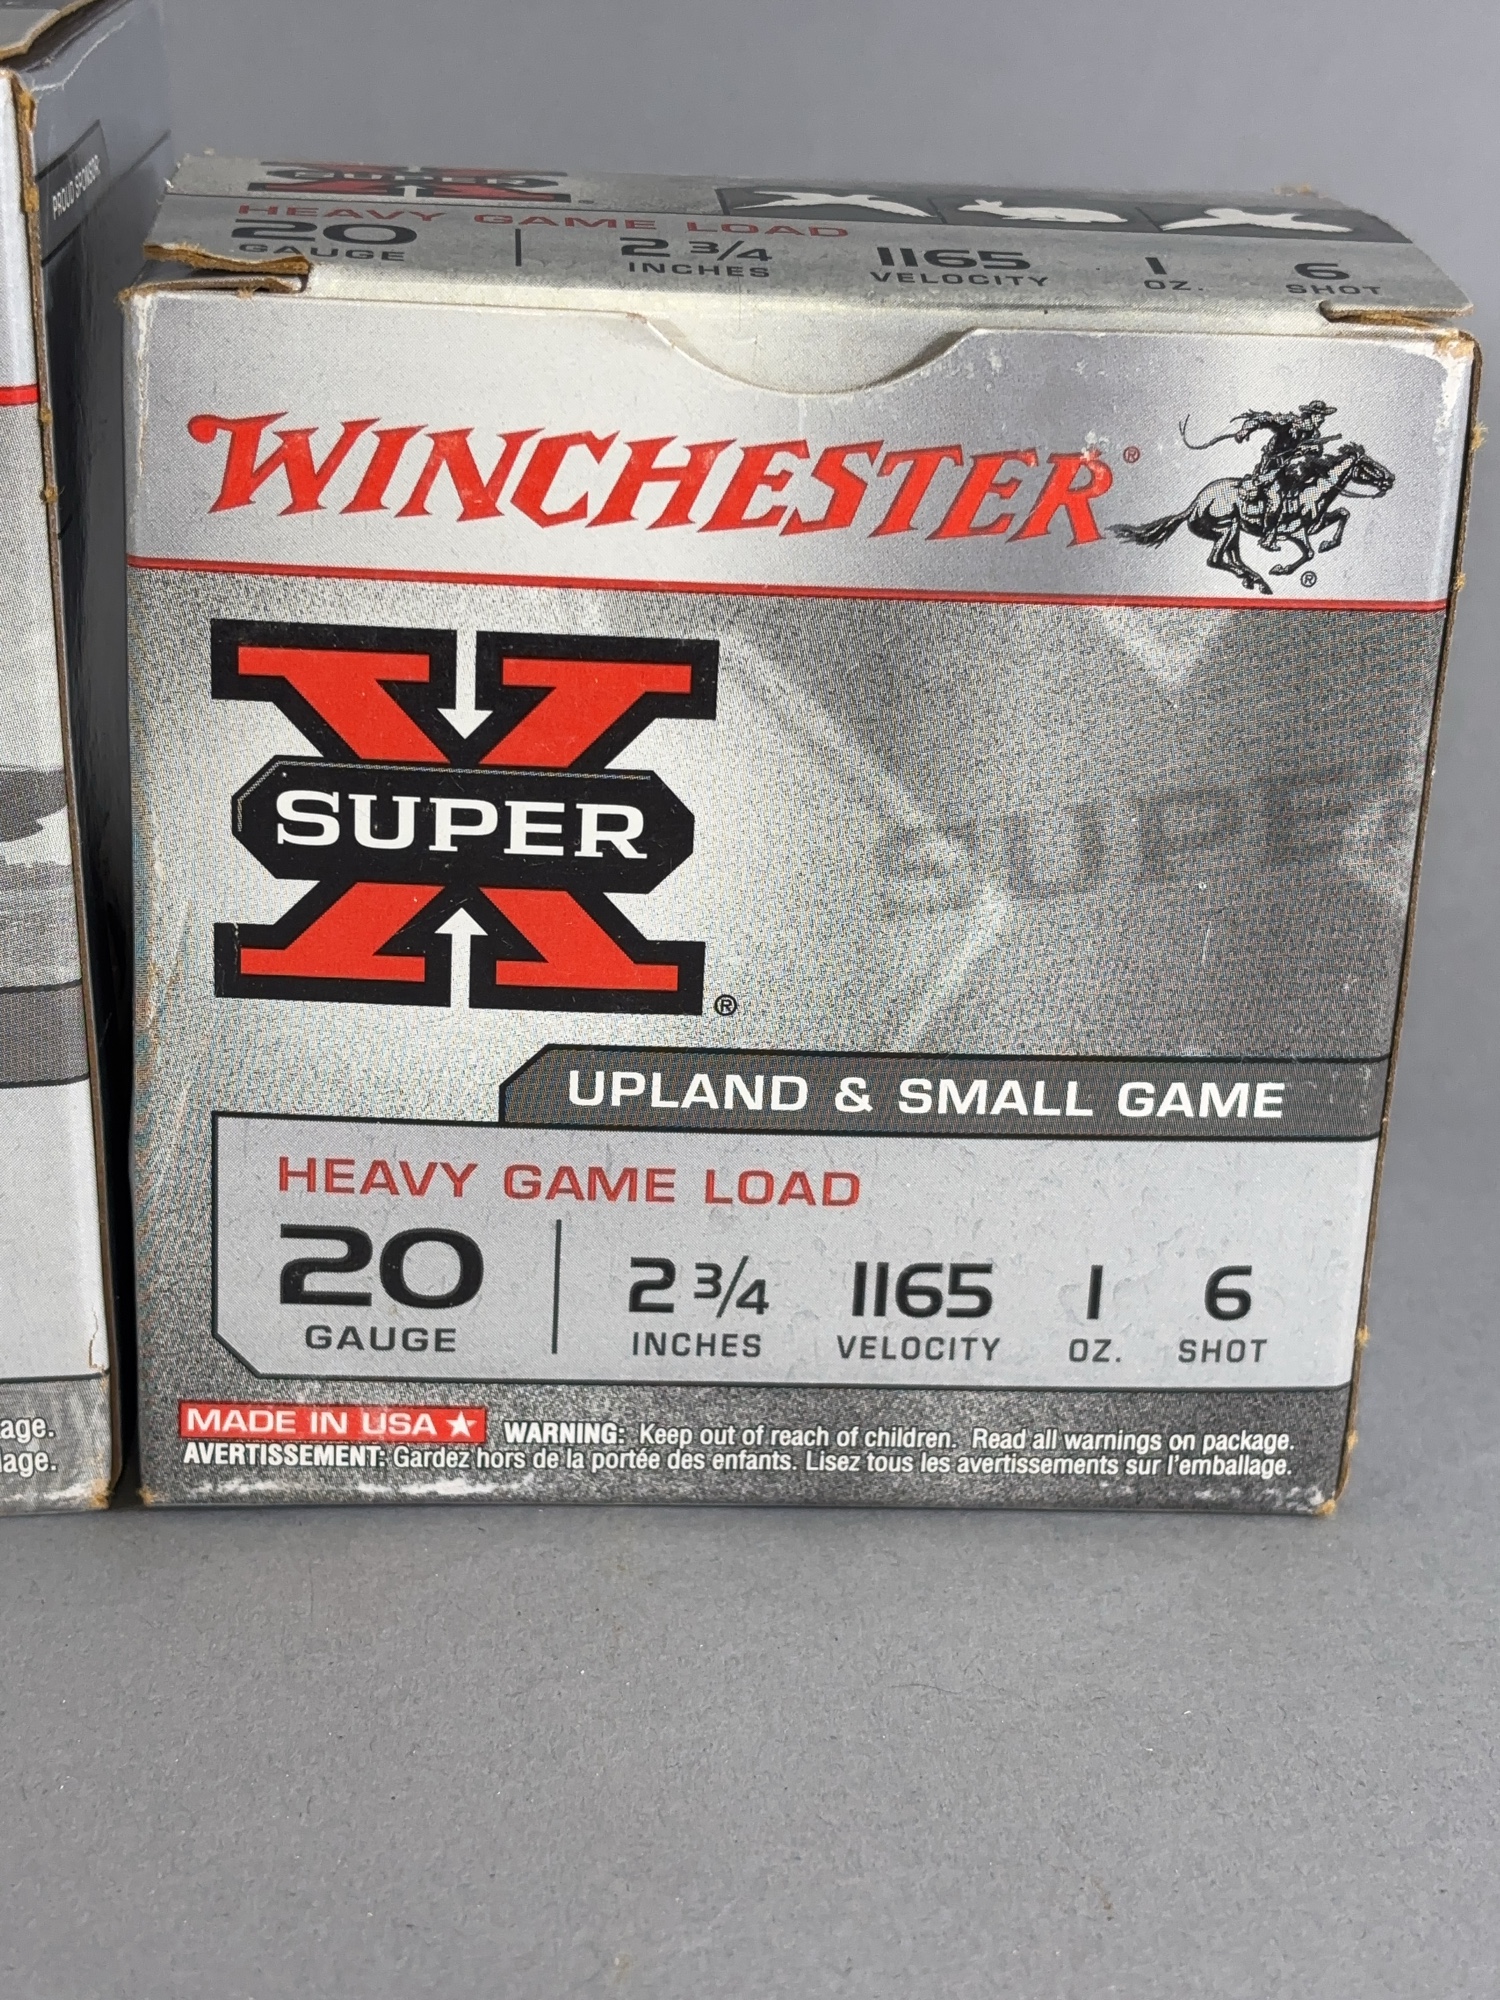 PROUD SPONSOR
SUPER X
HEAVY GAME LOAD
20 2 3/4 1165 1 6
GAUGE INCHES VELOCITY OZ. SHOT
WINCHESTER®
®
X
SUPER
®
SUPE
UPLAND & SMALL GAME
HEAVY GAME LOAD
20 2 3/4 1165 1 6
GAUGE INCHES VELOCITY OZ. SHOT
MADE IN USA ★ WARNING: Keep out of reach of children. Read all warnings on package.
AVERTISSEMENT: Gardez hors de la portée des enfants. Lisez tous les avertissements sur l'emballage.
age.
lage.